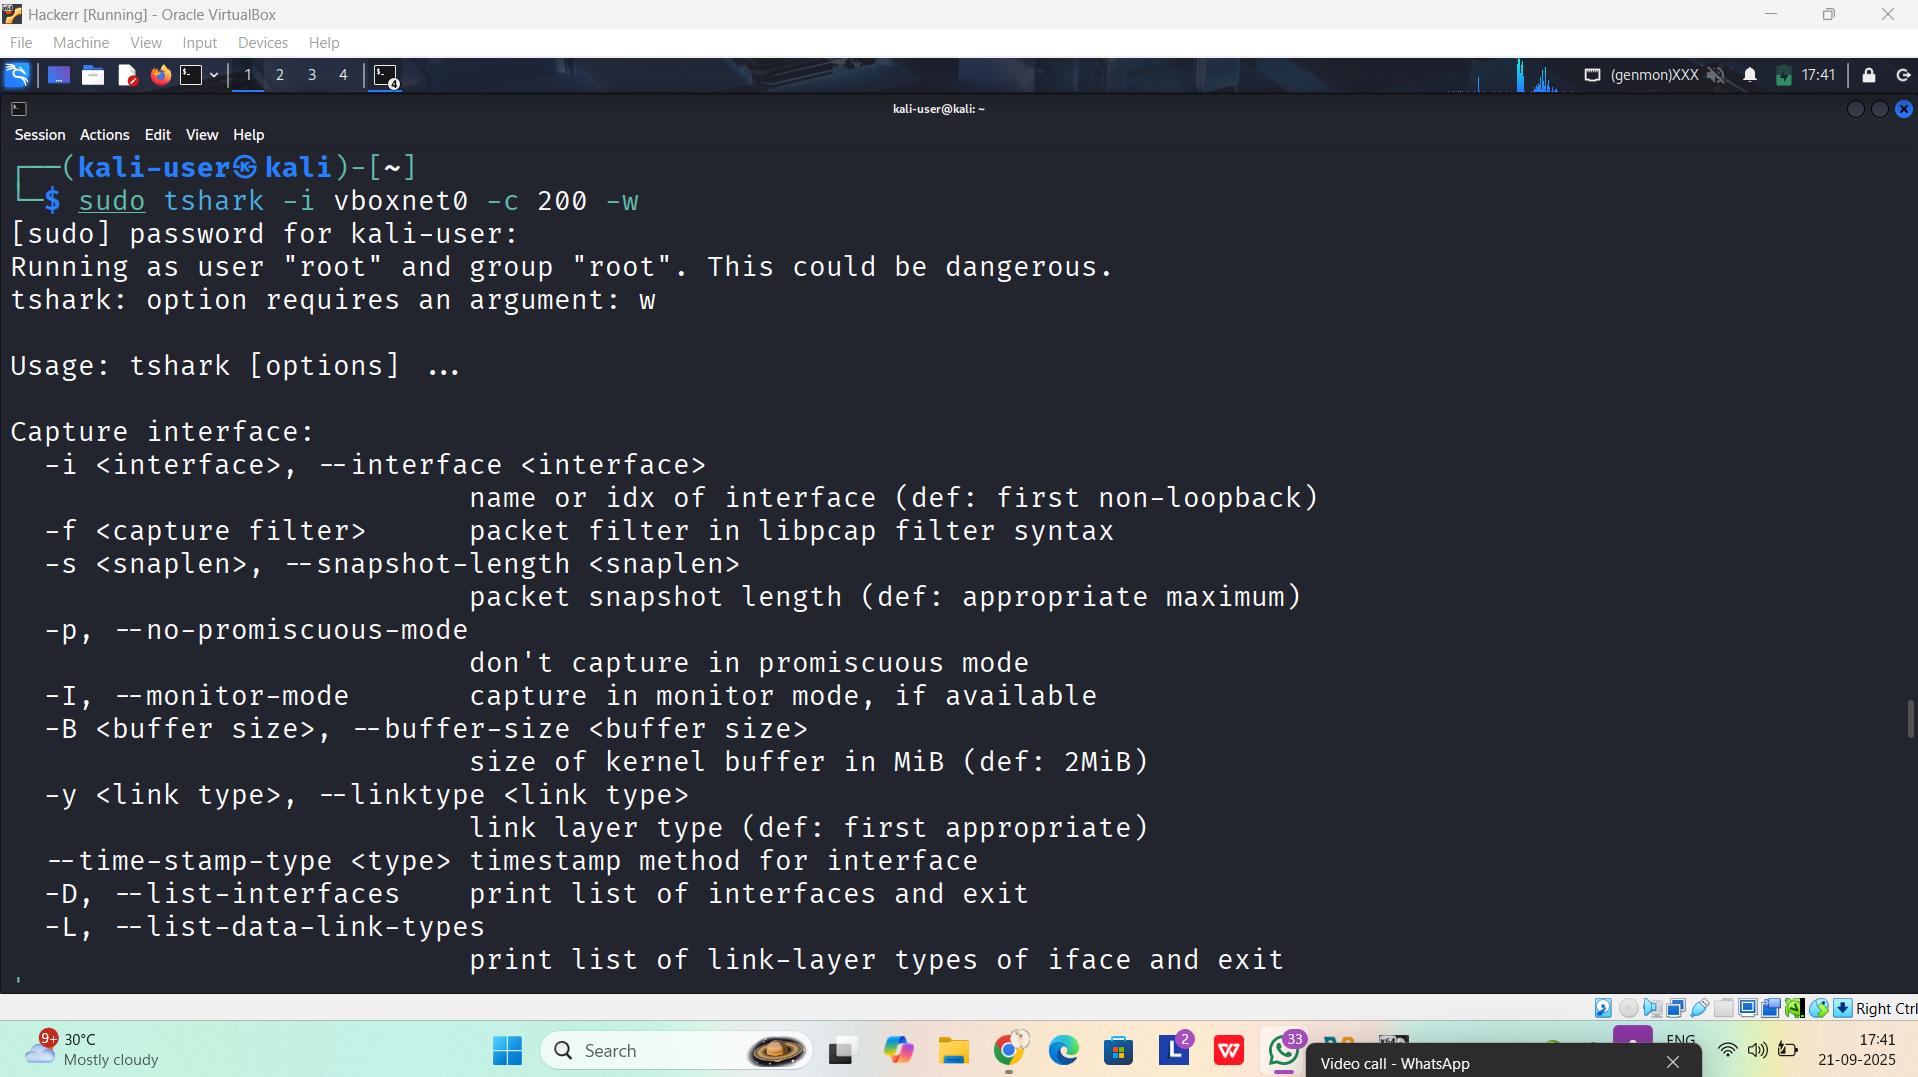 Hackerr [Running] - Oracle VirtualBox
File Machine View Input Devices Help
1 2 3 4 4 (genmon)XXX 17:41
kali-user@kali: ~
Session Actions Edit View Help
┌──(kali-user㉿kali)-[~]
└─$ sudo tshark -i vboxnet0 -c 200 -w
[sudo] password for kali-user:
Running as user "root" and group "root". This could be dangerous.
tshark: option requires an argument: w
Usage: tshark [options] ...
Capture interface:
-i <interface>, --interface <interface>
name or idx of interface (def: first non-loopback)
-f <capture filter> packet filter in libpcap filter syntax
-s <snaplen>, --snapshot-length <snaplen>
packet snapshot length (def: appropriate maximum)
-p, --no-promiscuous-mode
don't capture in promiscuous mode
-I, --monitor-mode capture in monitor mode, if available
-B <buffer size>, --buffer-size <buffer size>
size of kernel buffer in MiB (def: 2MiB)
-y <link type>, --linktype <link type>
link layer type (def: first appropriate)
--time-stamp-type <type> timestamp method for interface
-D, --list-interfaces print list of interfaces and exit
-L, --list-data-link-types
print list of link-layer types of iface and exit
Right Ctrl
9+ 30°C
Mostly cloudy
Search
L 2
W
33
ENG
Video call - WhatsApp
17:41
21-09-2025